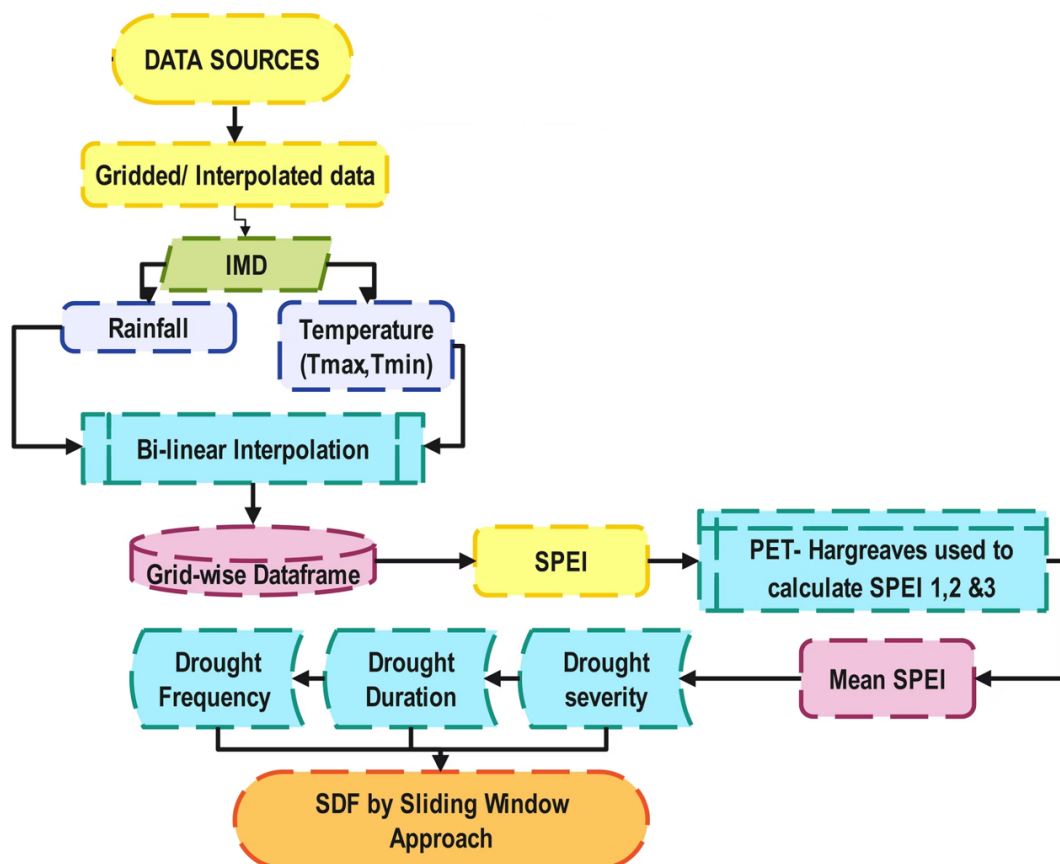 DATA SOURCES
Gridded/ Interpolated data
IMD
Rainfall
Temperature
(Tmax,Tmin)
Bi-linear Interpolation
Grid-wise Dataframe
SPEI
PET- Hargreaves used to
calculate SPEI 1,2 &3
Drought
Frequency
Drought
Duration
Drought
severity
Mean SPEI
SDF by Sliding Window
Approach